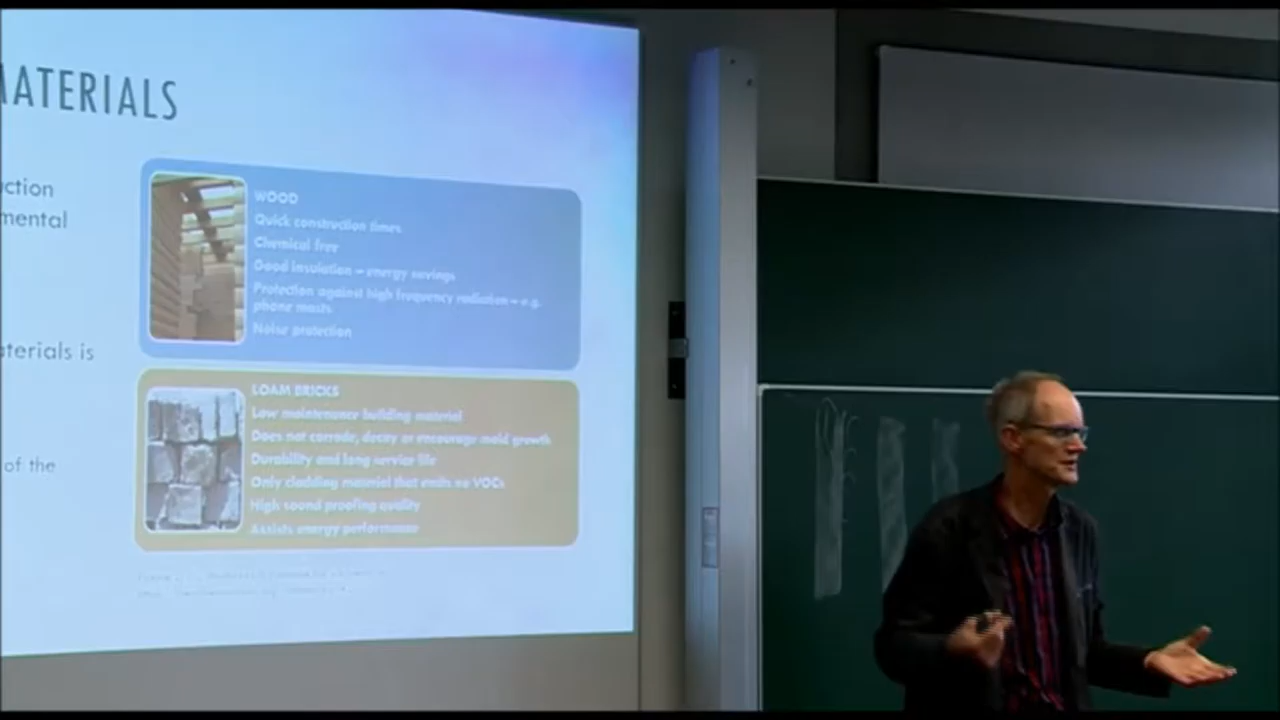 MATERIALS
uction
mental
aterials is
of the
WOOD
Quick construction times
Chemical free
Good insulation – energy savings
Protection against high frequency radiation – e.g.
phone masts
Noise protection
LOAM BRICKS
Low maintenance building material
Does not corrode, decay or encourage mold growth
Durability and long service life
Only cladding material that emits no VOCs
High sound proofing quality
Assists energy performance